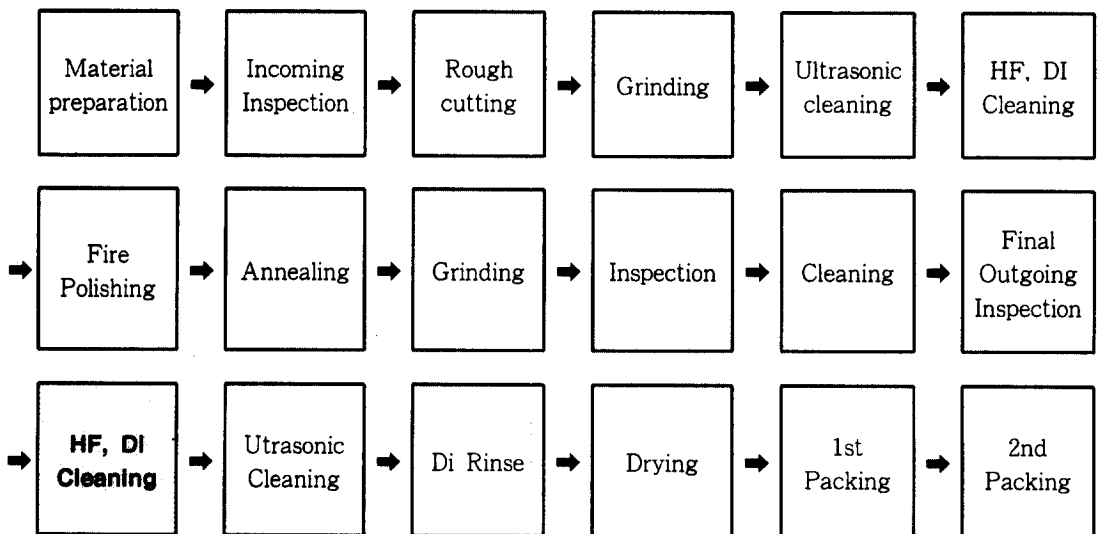 Material
preparation
Incoming
Inspection
Rough
cutting
Grinding
Ultrasonic
cleaning
HF, DI
Cleaning
Fire
Polishing
Annealing
Grinding
Inspection
Cleaning
Final
Outgoing
Inspection
HF, DI
Cleaning
Utrasonic
Cleaning
Di Rinse
Drying
1st
Packing
2nd
Packing